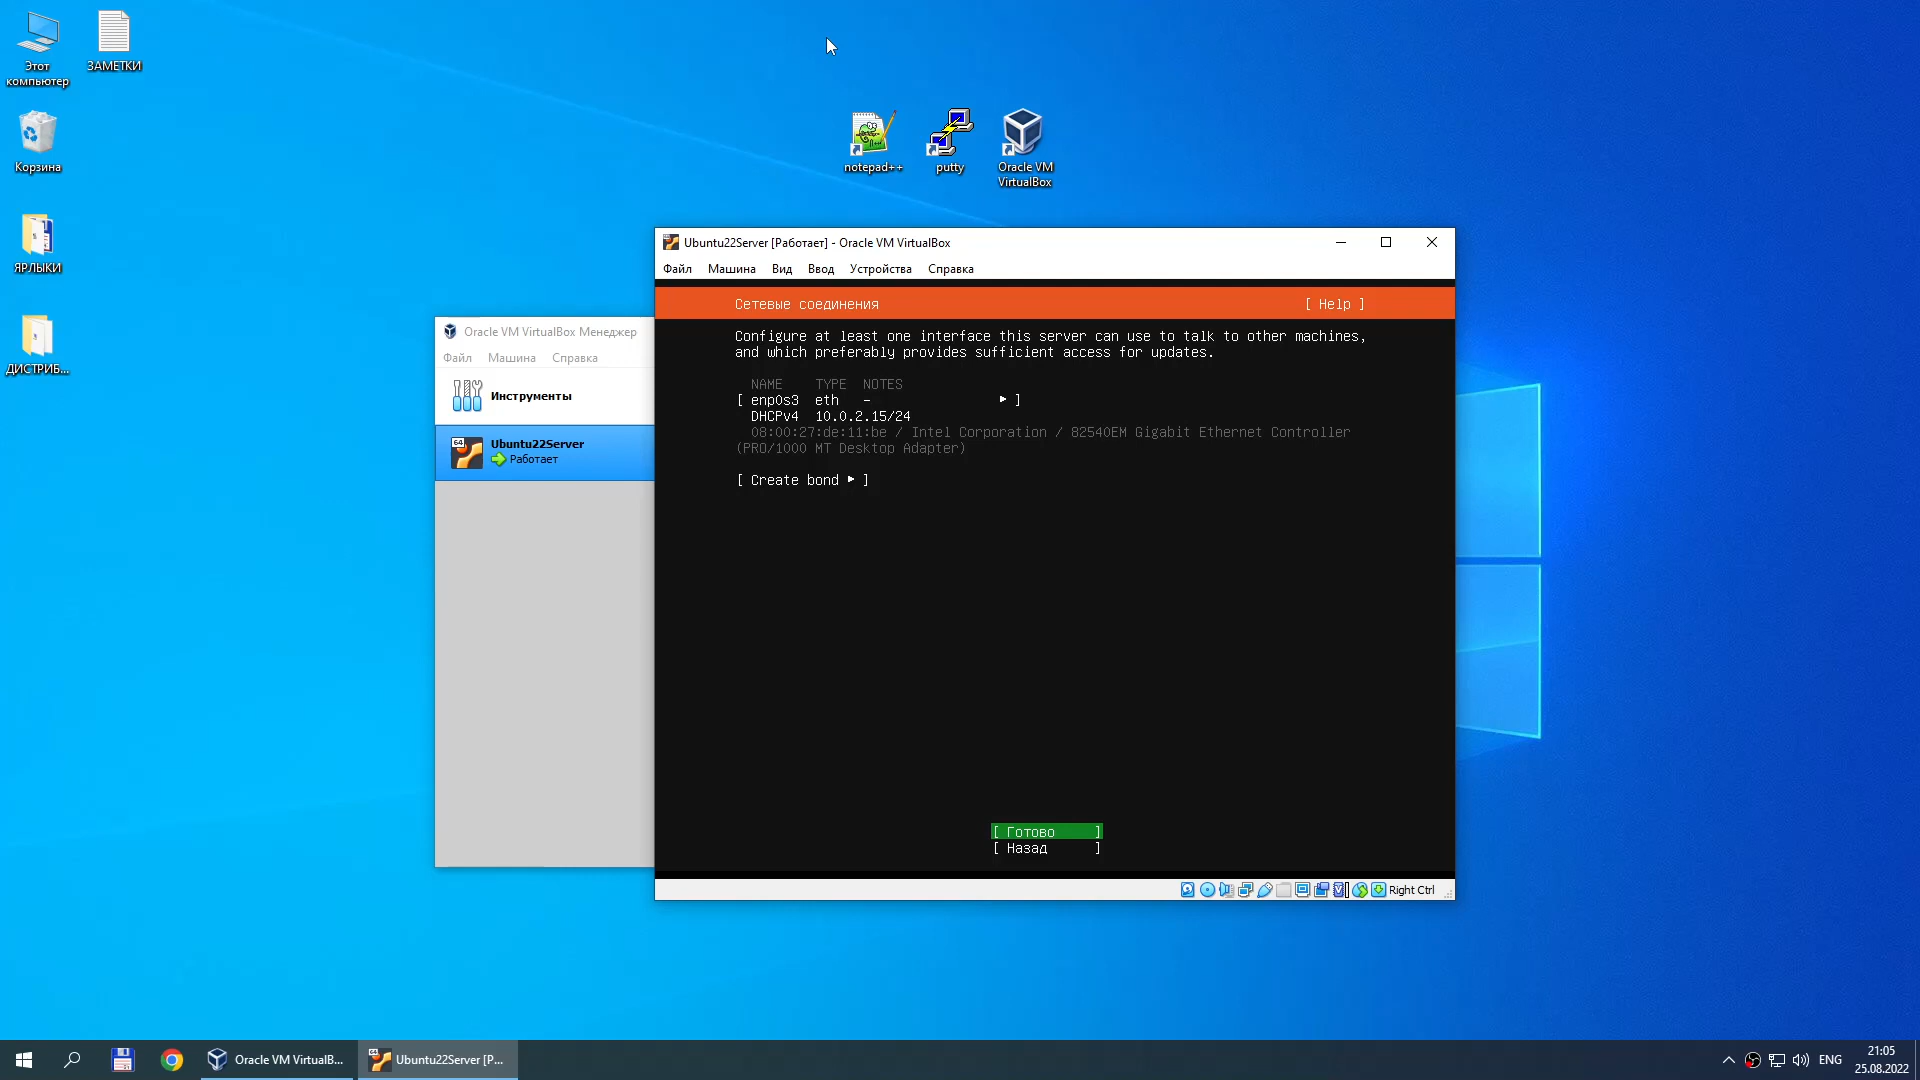 Этот
компьютер
ЗАМЕТКИ
Корзина
ЯРЛЫКИ
ДИСТРИБ...
notepad++
putty
Oracle VM
VirtualBox
Oracle VM VirtualBox Менеджер
Файл Машина Справка
Инструменты
64
Ubuntu22Server
Работает
Ubuntu22Server [Работает] - Oracle VM VirtualBox
Файл Машина Вид Ввод Устройства Справка
Сетевые соединения [ Help ]
Configure at least one interface this server can use to talk to other machines,
and which preferably provides sufficient access for updates.
NAME TYPE NOTES
[ enp0s3 eth – ▸ ]
DHCPv4 10.0.2.15/24
08:00:27:de:11:be / Intel Corporation / 82540EM Gigabit Ethernet Controller
(PRO/1000 MT Desktop Adapter)
[ Create bond ▸ ]
[ Готово ]
[ Назад ]
Right Ctrl
Oracle VM VirtualB...
Ubuntu22Server [Р...
ENG
21:05
25.08.2022